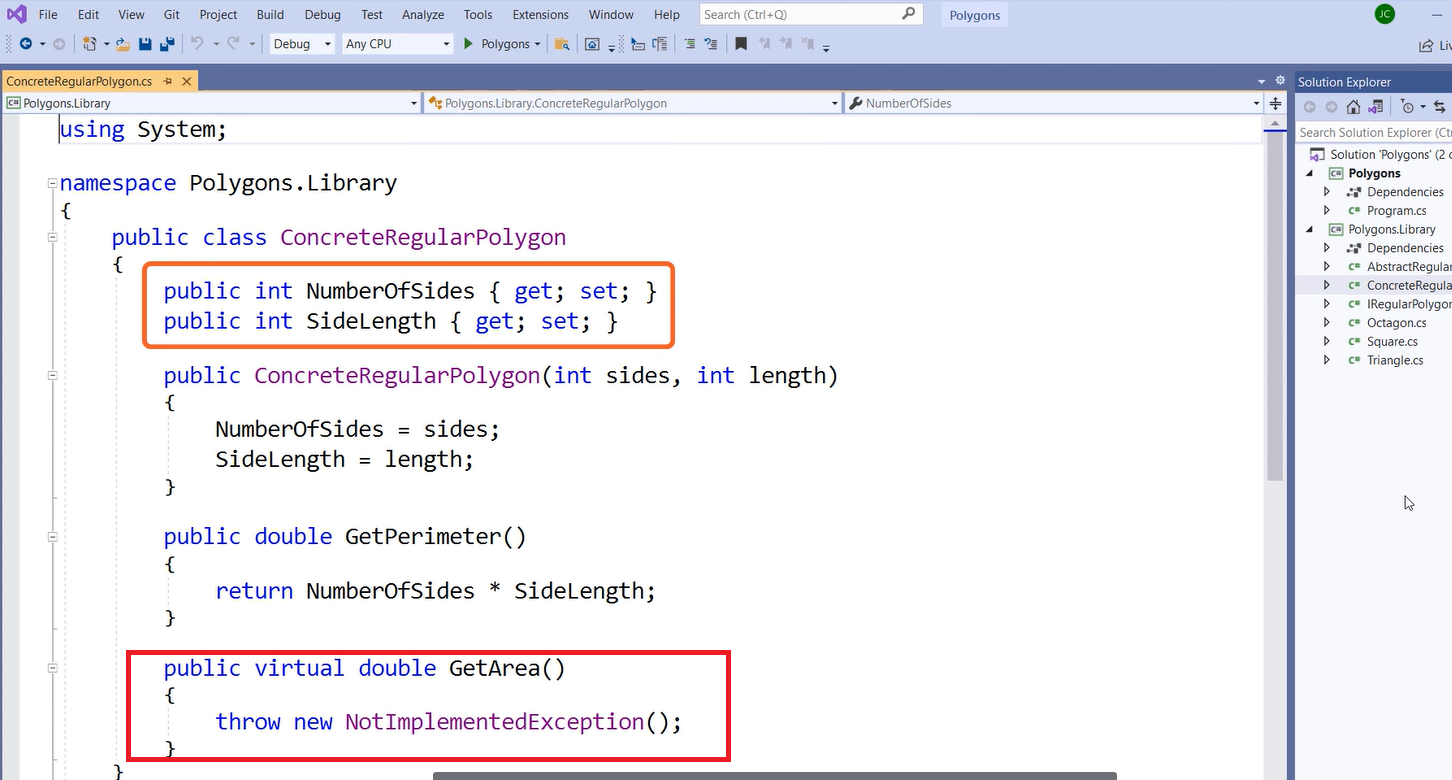 File Edit View Git Project Build Debug Test Analyze Tools Extensions Window Help Search (Ctrl+Q) Polygons JC
Debug Any CPU Polygons Liv
ConcreteRegularPolygon.cs Solution Explorer
C# Polygons.Library Polygons.Library.ConcreteRegularPolygon NumberOfSides
using System;
namespace Polygons.Library
{
public class ConcreteRegularPolygon
{
public int NumberOfSides { get; set; }
public int SideLength { get; set; }
public ConcreteRegularPolygon(int sides, int length)
{
NumberOfSides = sides;
SideLength = length;
}
public double GetPerimeter()
{
return NumberOfSides * SideLength;
}
public virtual double GetArea()
{
throw new NotImplementedException();
}
}
Search Solution Explorer (Ctr
Solution 'Polygons' (2 o
C# Polygons
Dependencies
C# Program.cs
C# Polygons.Library
Dependencies
C# AbstractRegular
C# ConcreteRegula
C# IRegularPolygon
C# Octagon.cs
C# Square.cs
C# Triangle.cs